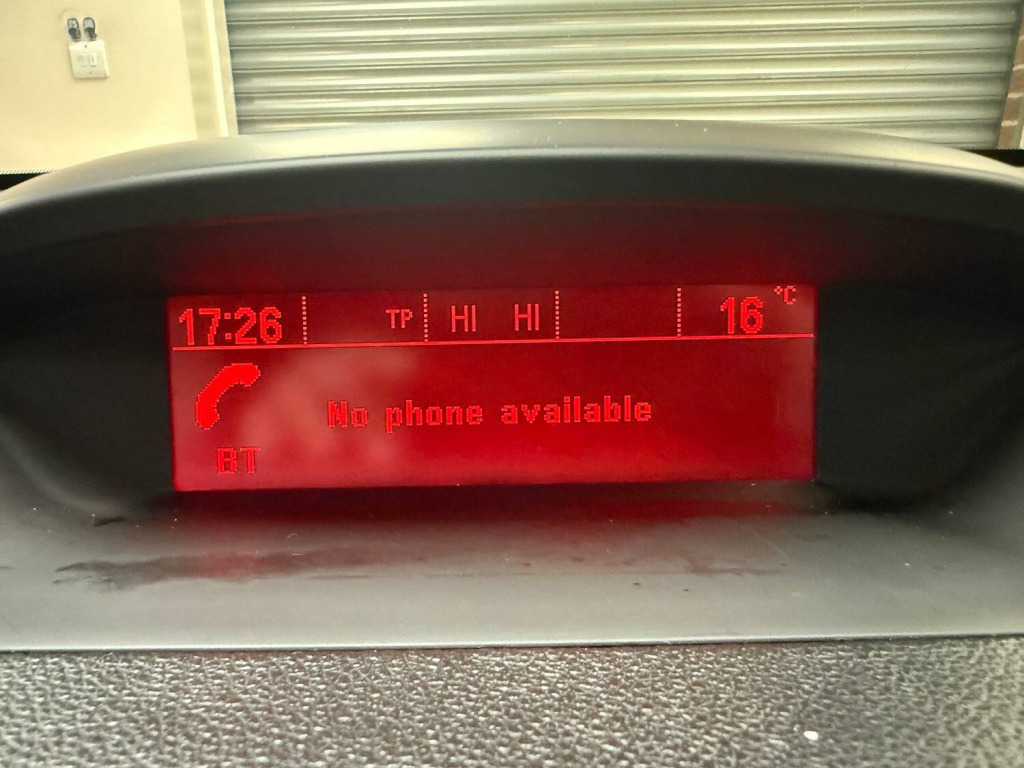 17:26 TP HI HI 16 °C
No phone available
BT